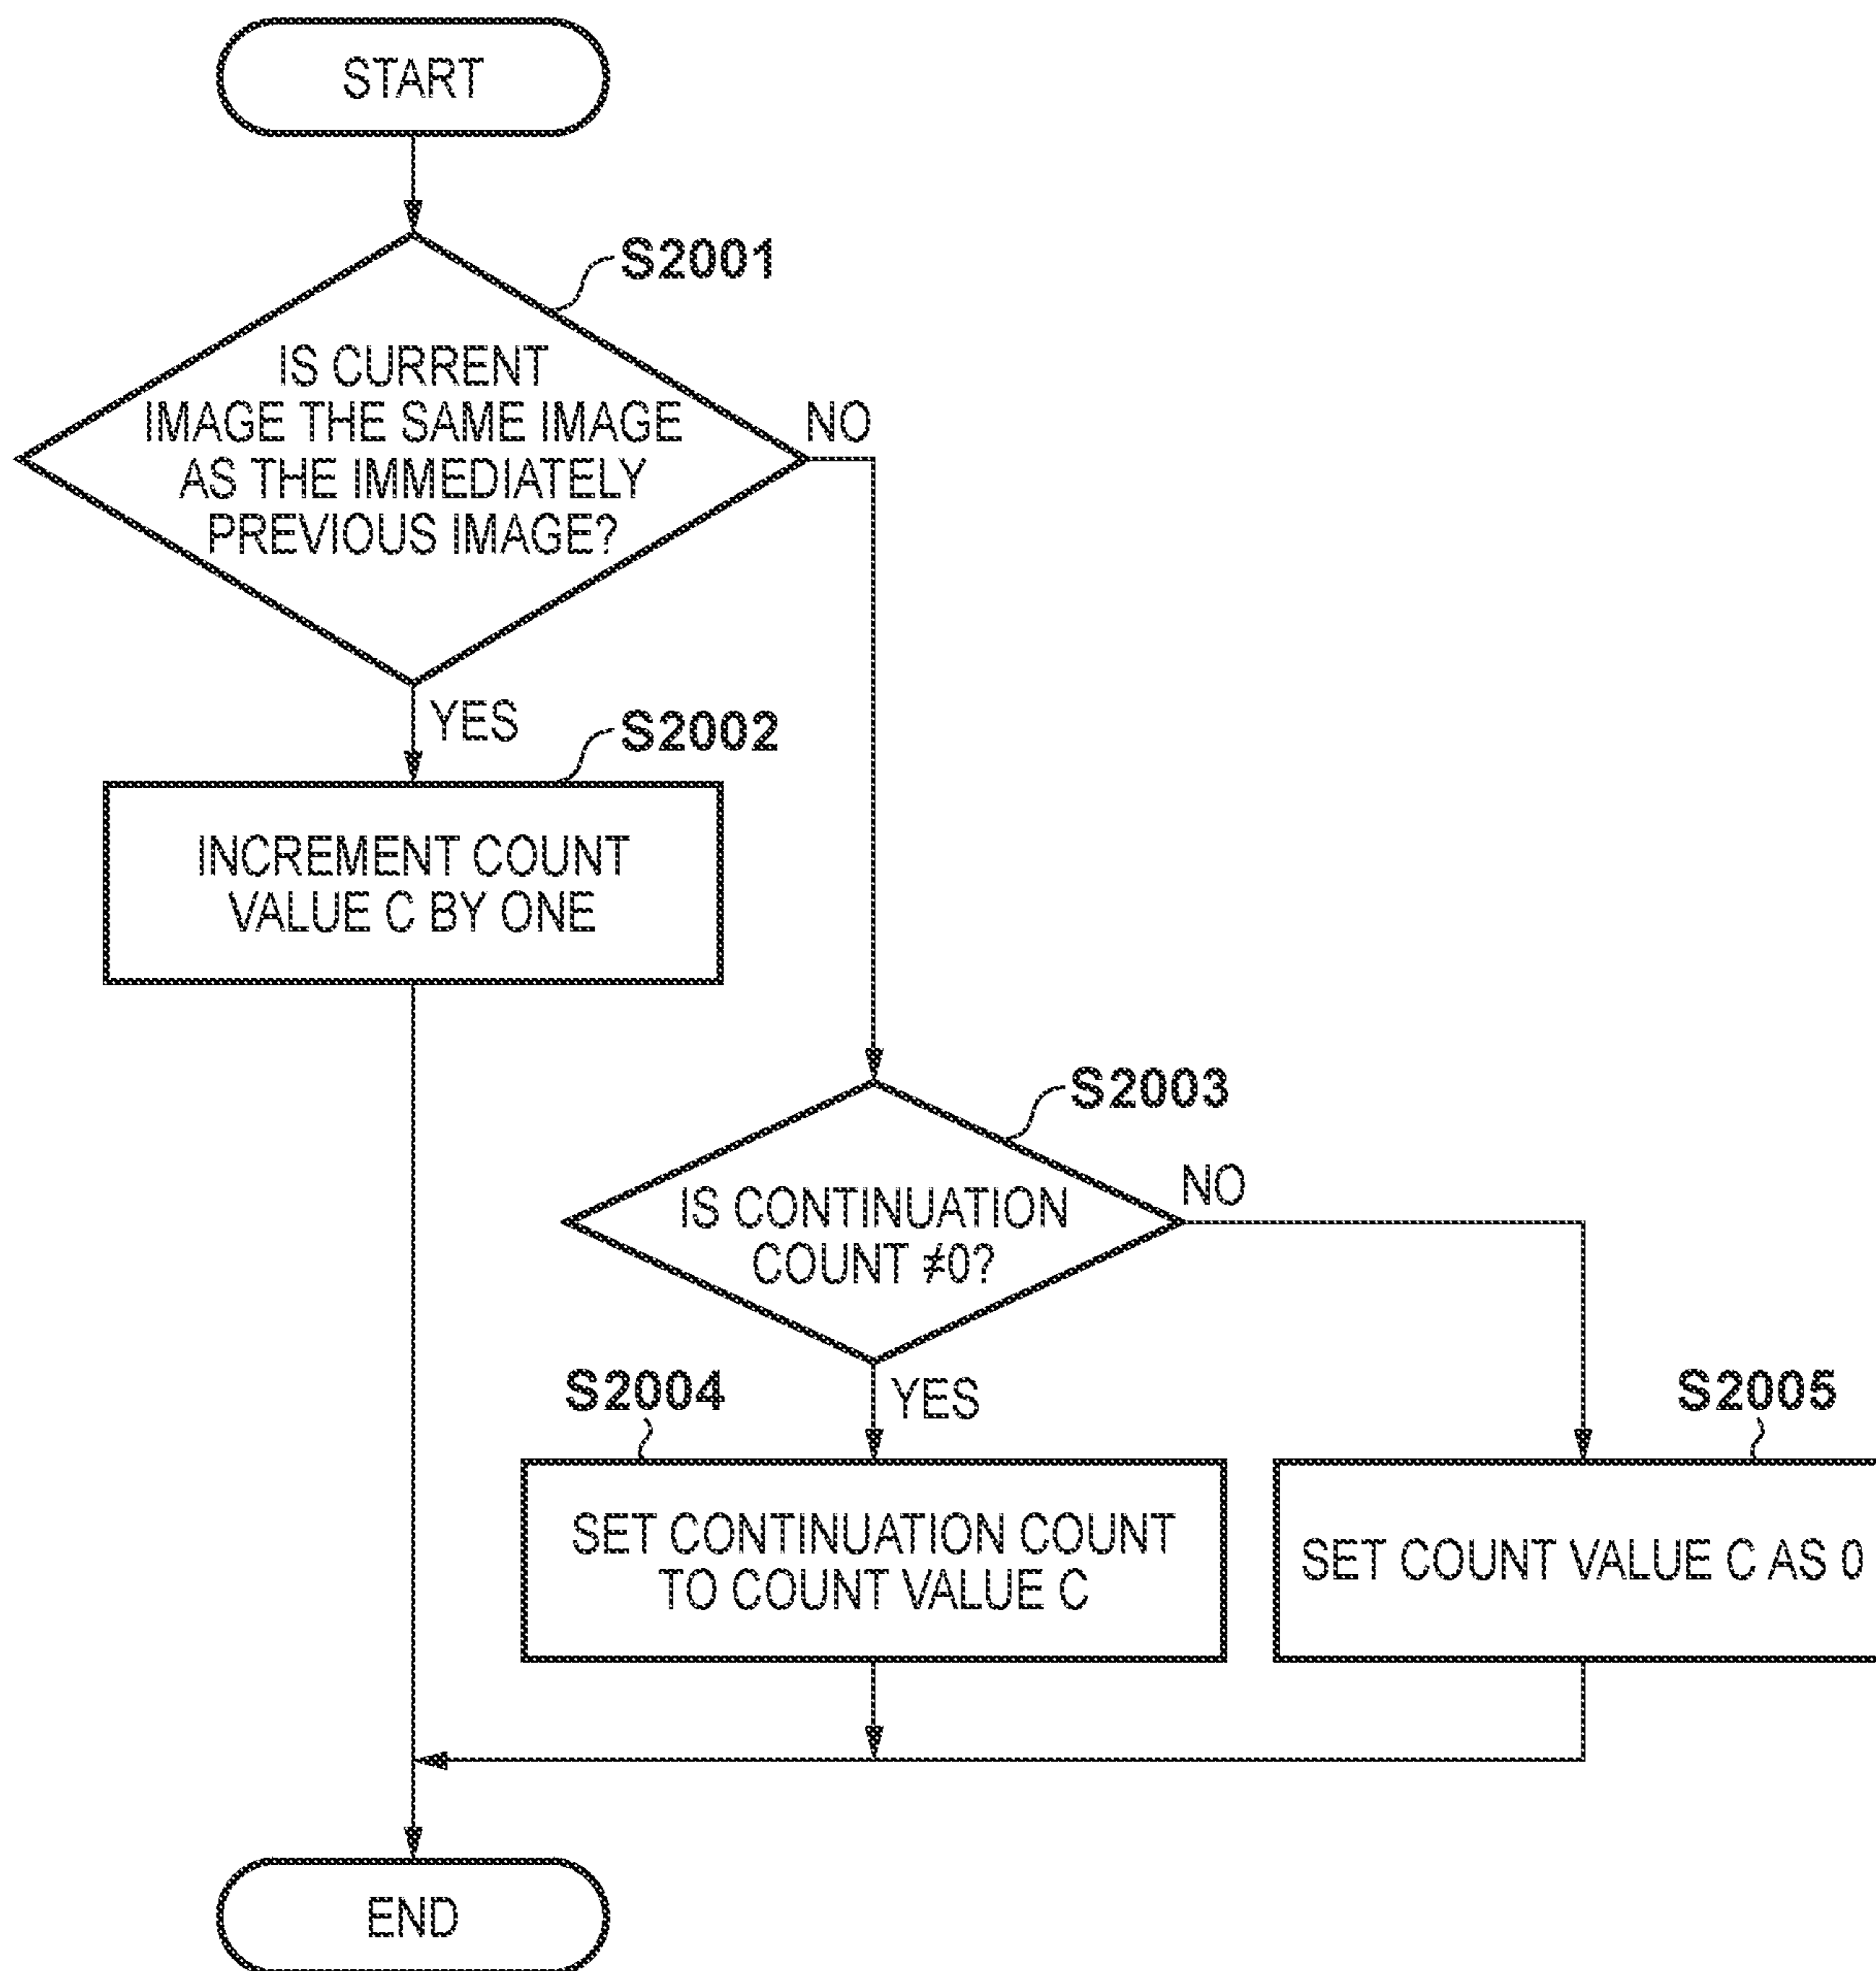 START
S2001
IS CURRENT
IMAGE THE SAME IMAGE
AS THE IMMEDIATELY
PREVIOUS IMAGE?
NO
YES
S2002
INCREMENT COUNT
VALUE C BY ONE
S2003
IS CONTINUATION
COUNT ≠0?
NO
YES
S2004
SET CONTINUATION COUNT
TO COUNT VALUE C
S2005
SET COUNT VALUE C AS 0
END